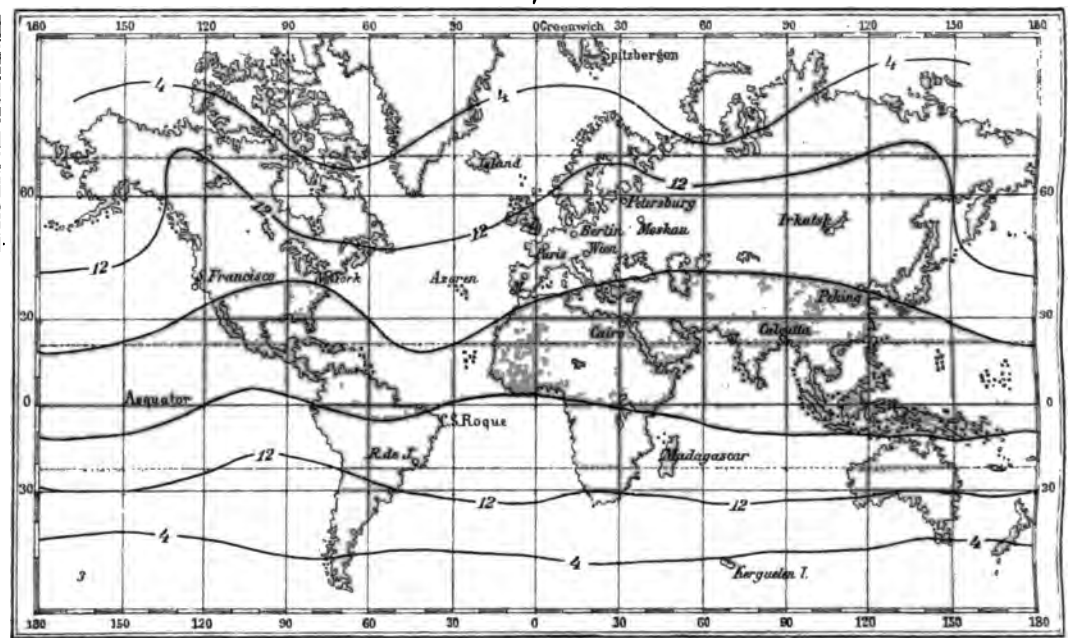 180 150 120 90 60 30 0 Greenwich 30 60 90 120 150 180
Spitzbergen
4 4 4
Island
12
60 60
12 12 Petersburg
Irkutsk
Berlin Moskau
Paris Wien
12
S. Francisco York Azoren
Peking
30 30
Cairo Calcutta
0 Aequator 0
C.S.Roque
R.de J. Madagascar
12
30 12 12 30
4 4 4
3 Kerguelen I.
180 150 120 90 60 30 0 30 60 90 120 150 180